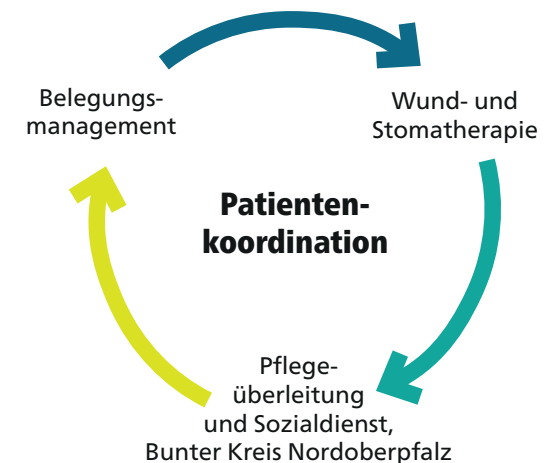 Belegungs-
management
Wund- und
Stomatherapie
Patienten-
koordination
Pflege-
überleitung
und Sozialdienst,
Bunter Kreis Nordoberpfalz